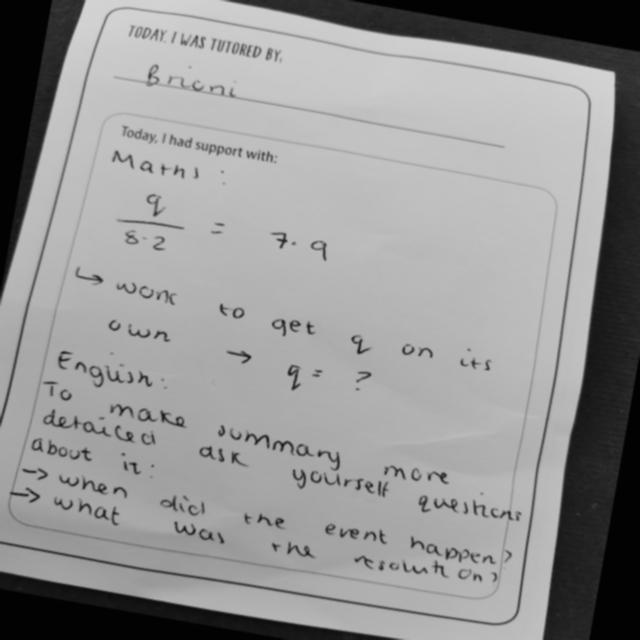 TODAY, I WAS TUTORED BY,
Brioni
Today, I had support with:
Maths:
q
8.2 = 7.9
↳ work to get q on its
own → q = ?
English:
To make summary more
detailed ask yourself questions
about it:
→ when did the event happen?
→ what was the resolution?